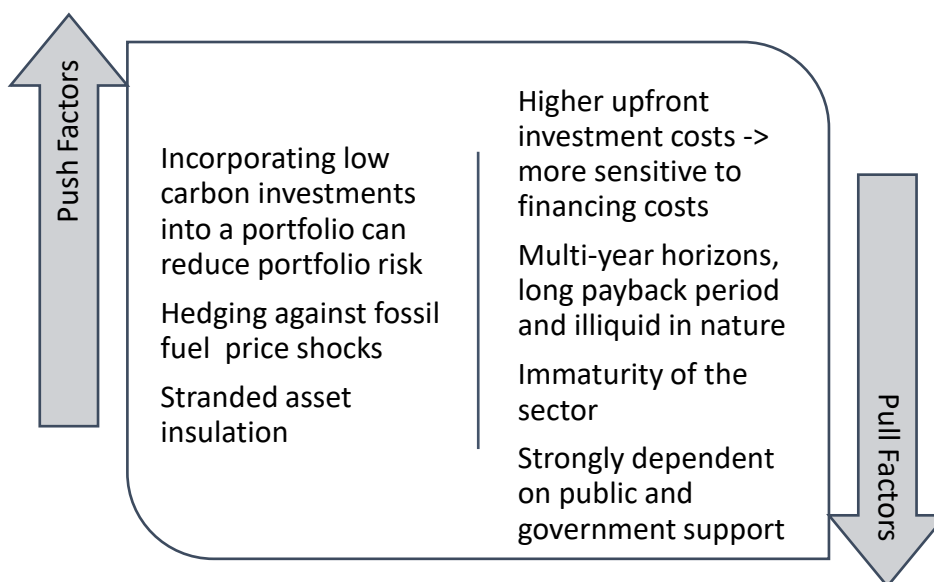 Push Factors
Incorporating low
carbon investments
into a portfolio can
reduce portfolio risk
Hedging against fossil
fuel  price shocks
Stranded asset
insulation
Higher upfront
investment costs ->
more sensitive to
financing costs
Multi-year horizons,
long payback period
and illiquid in nature
Immaturity of the
sector
Strongly dependent
on public and
government support
Pull Factors